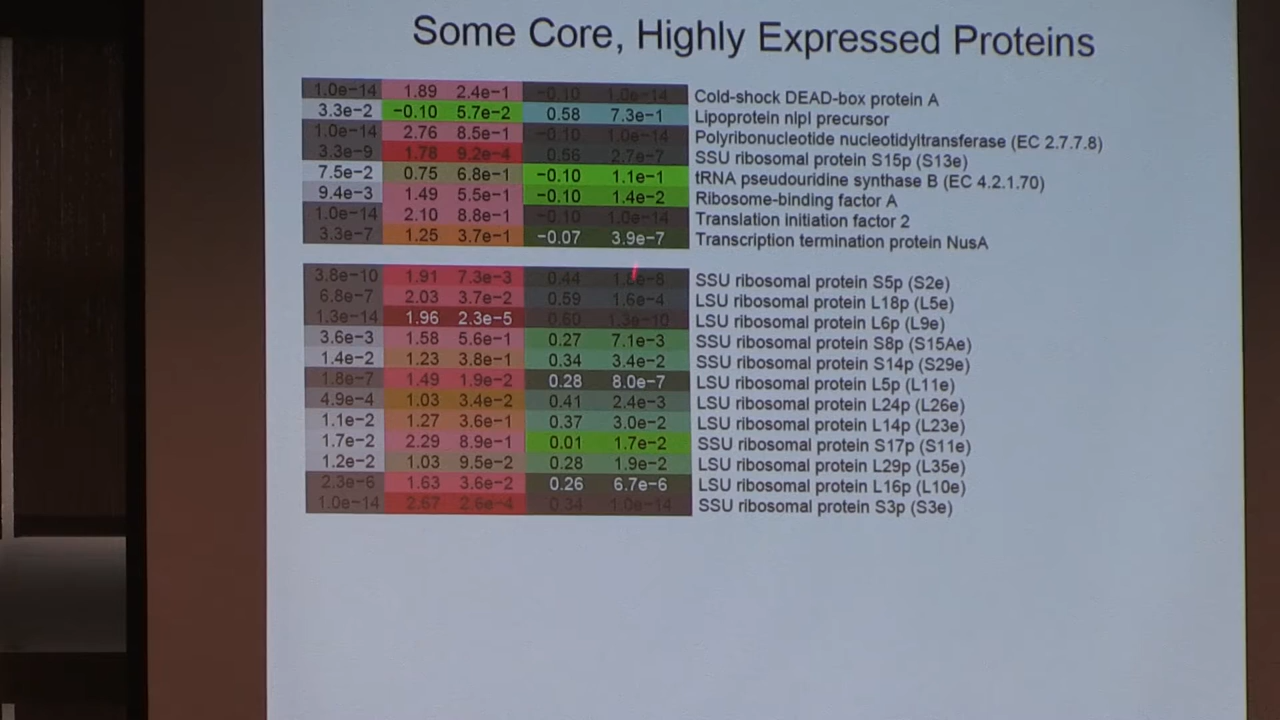 Some Core, Highly Expressed Proteins
1.0e−14 1.89 2.4e−1 −0.10 1.0e−14 Cold-shock DEAD-box protein A
3.3e−2 −0.10 5.7e−2 0.58 7.3e−1 Lipoprotein nlpI precursor
1.0e−14 2.76 8.5e−1 −0.10 1.0e−14 Polyribonucleotide nucleotidyltransferase (EC 2.7.7.8)
3.3e−9 1.78 9.2e−4 0.56 2.7e−7 SSU ribosomal protein S15p (S13e)
7.5e−2 0.75 6.8e−1 −0.10 1.1e−1 tRNA pseudouridine synthase B (EC 4.2.1.70)
9.4e−3 1.49 5.5e−1 −0.10 1.4e−2 Ribosome-binding factor A
1.0e−14 2.10 8.8e−1 −0.10 1.0e−14 Translation initiation factor 2
3.3e−7 1.25 3.7e−1 −0.07 3.9e−7 Transcription termination protein NusA
3.8e−10 1.91 7.3e−3 0.44 1.8e−8 SSU ribosomal protein S5p (S2e)
6.8e−7 2.03 3.7e−2 0.59 1.6e−4 LSU ribosomal protein L18p (L5e)
1.3e−14 1.96 2.3e−5 0.60 1.3e−10 LSU ribosomal protein L6p (L9e)
3.6e−3 1.58 5.6e−1 0.27 7.1e−3 SSU ribosomal protein S8p (S15Ae)
1.4e−2 1.23 3.8e−1 0.34 3.4e−2 SSU ribosomal protein S14p (S29e)
1.8e−7 1.49 1.9e−2 0.28 8.0e−7 LSU ribosomal protein L5p (L11e)
4.9e−4 1.03 3.4e−2 0.41 2.4e−3 LSU ribosomal protein L24p (L26e)
1.1e−2 1.27 3.6e−1 0.37 3.0e−2 LSU ribosomal protein L14p (L23e)
1.7e−2 2.29 8.9e−1 0.01 1.7e−2 SSU ribosomal protein S17p (S11e)
1.2e−2 1.03 9.5e−2 0.28 1.9e−2 LSU ribosomal protein L29p (L35e)
2.3e−6 1.63 3.6e−2 0.26 6.7e−6 LSU ribosomal protein L16p (L10e)
1.0e−14 2.67 2.6e−4 0.34 1.0e−14 SSU ribosomal protein S3p (S3e)